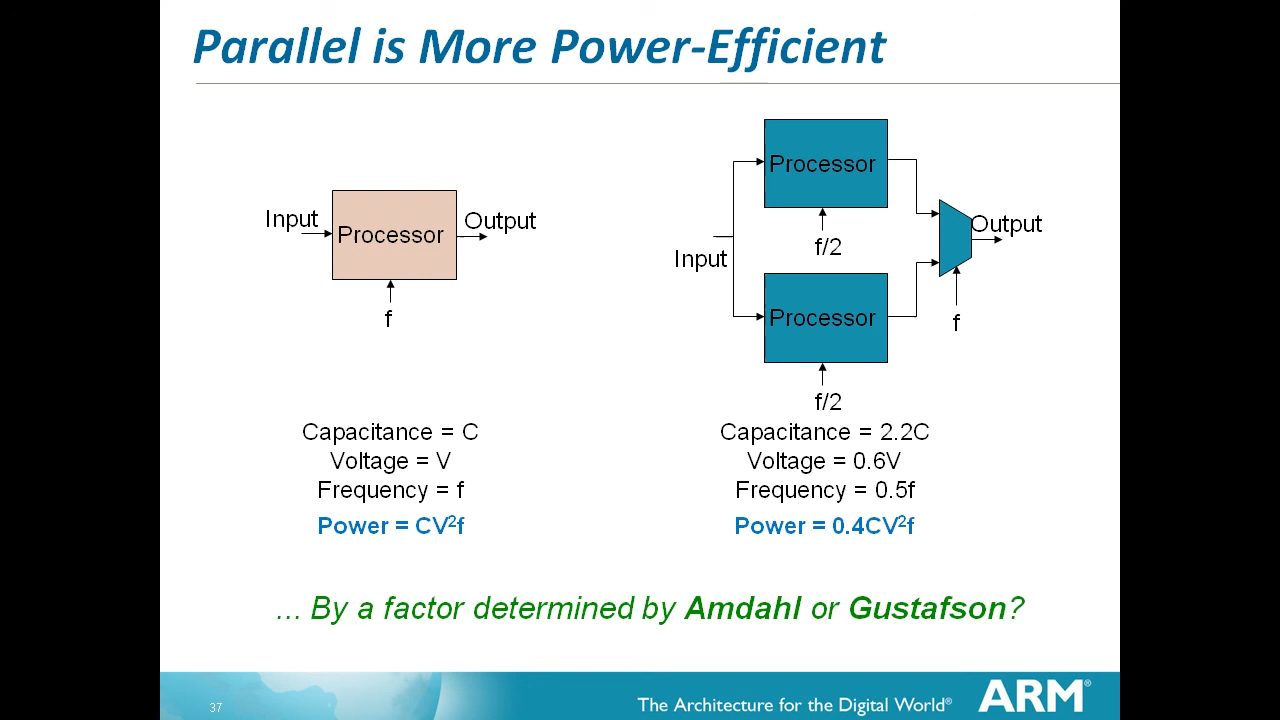 Parallel is More Power-Efficient
Input
Processor
Output
f
Processor
f/2
Input
Output
Processor
f
f/2
Capacitance = C
Voltage = V
Frequency = f
Power = CV²f
Capacitance = 2.2C
Voltage = 0.6V
Frequency = 0.5f
Power = 0.4CV²f
... By a factor determined by Amdahl or Gustafson?
37
The Architecture for the Digital World®
ARM®